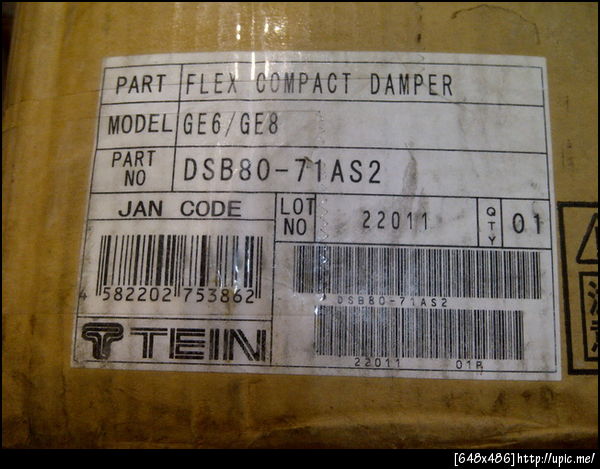 PART FLEX COMPACT DAMPER
MODEL GE6/GE8
PART NO DSB80-71AS2
JAN CODE
LOT NO 22011 QTY 01
4 582202 753862
DSB80-71AS2
TEIN
22011 01R
[648x486]http://upic.me/